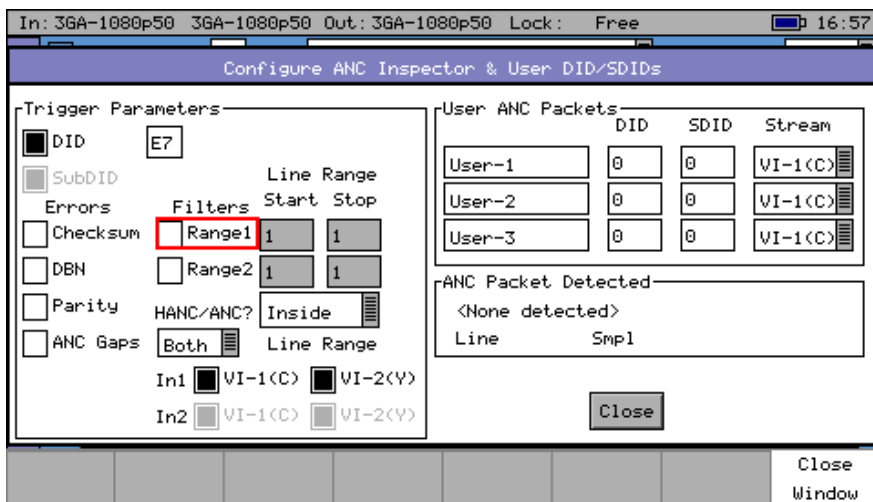 In: 3GA-1080p50 3GA-1080p50 Out: 3GA-1080p50 Lock: Free 16:57
Configure ANC Inspector & User DID/SDIDs
Trigger Parameters
DID E7
SubDID
Line Range
Errors Filters Start Stop
Checksum Range1 1 1
DBN Range2 1 1
Parity HANC/ANC? Inside
ANC Gaps Both Line Range
In1 VI-1(C) VI-2(Y)
In2 VI-1(C) VI-2(Y)
User ANC Packets
DID SDID Stream
User-1 0 0 VI-1(C)
User-2 0 0 VI-1(C)
User-3 0 0 VI-1(C)
ANC Packet Detected
<None detected>
Line Smpl
Close
Close
Window